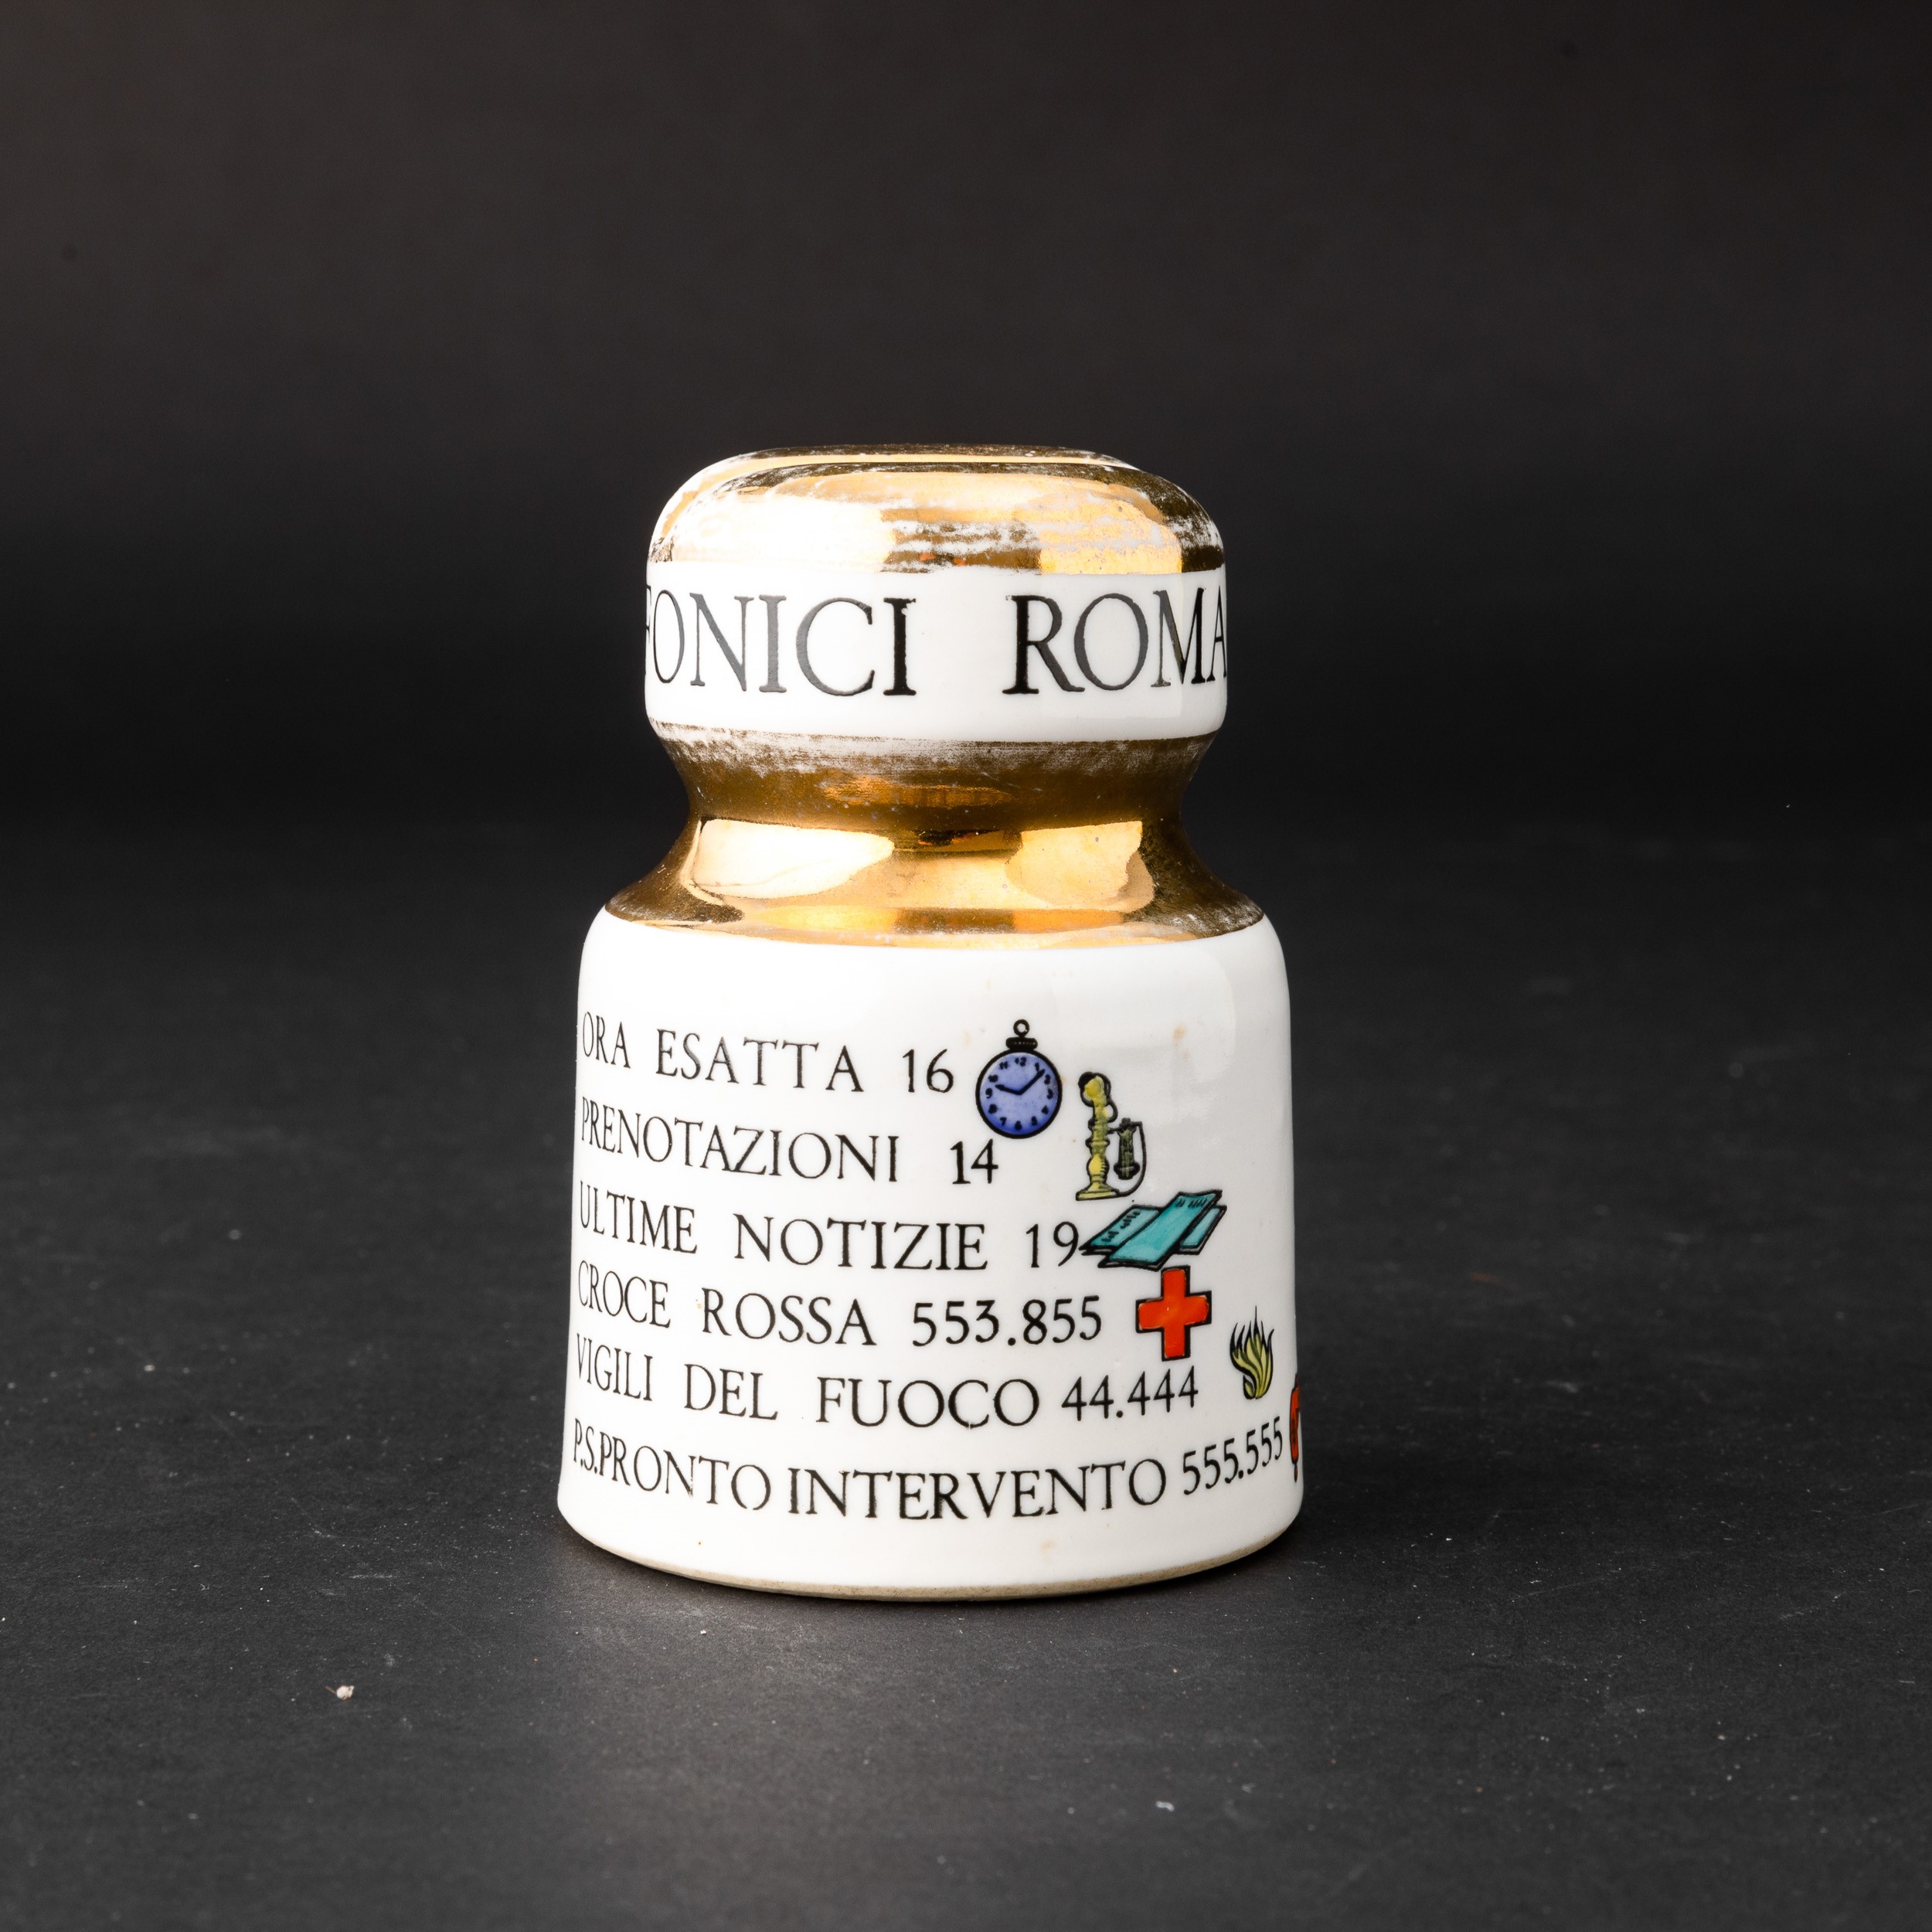 FONICI ROMA
ORA ESATTA 16
PRENOTAZIONI 14
ULTIME NOTIZIE 19
CROCE ROSSA 553.855
VIGILI DEL FUOCO 44.444
P.S.PRONTO INTERVENTO 555.555